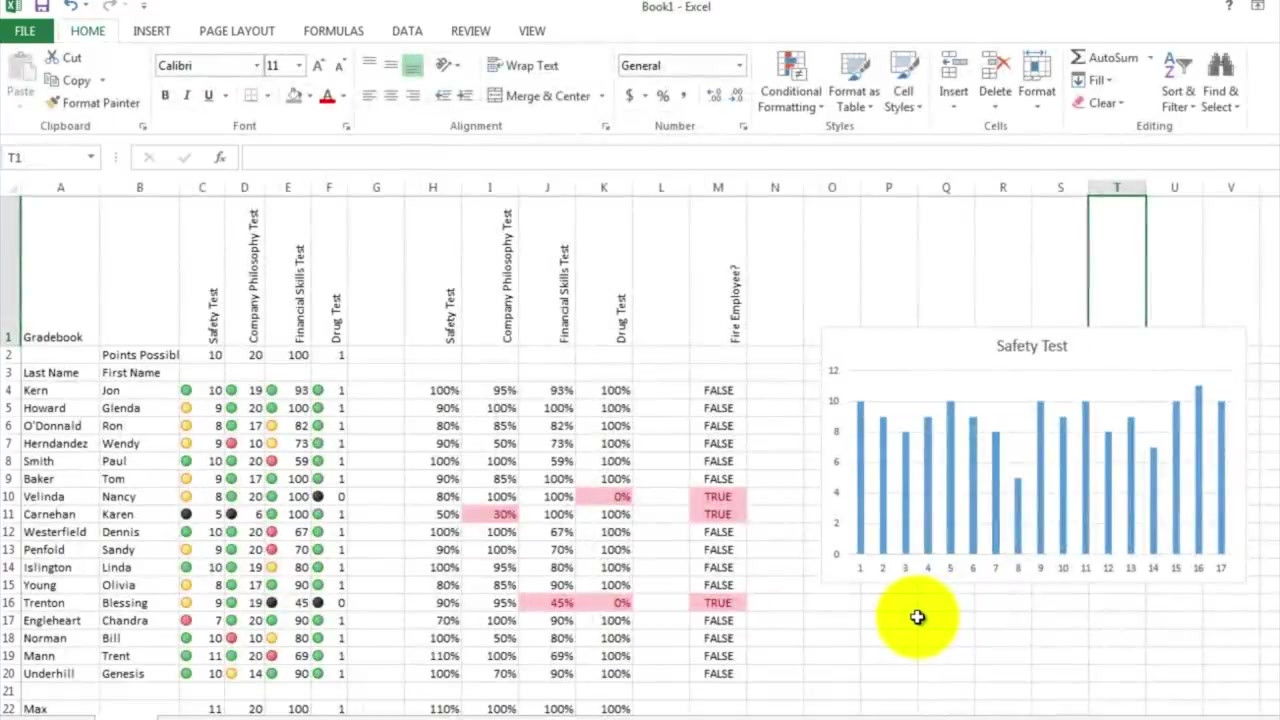 Book1 - Excel ?
FILE HOME INSERT PAGE LAYOUT FORMULAS DATA REVIEW VIEW
Paste Cut Copy Format Painter
Clipboard
Calibri 11 A A
B I U A
Font
Wrap Text
Merge & Center
Alignment
General
$ % ,
Number
Conditional Formatting
Format as Table
Cell Styles
Styles
Insert Delete Format
Cells
AutoSum
Fill
Clear
Sort & Filter
Find & Select
Editing
T1 fx
A B C D E F G H I J K L M N O P Q R S T U V
1 Gradebook Safety Test Company Philosophy Test Financial Skills Test Drug Test Safety Test Company Philosophy Test Financial Skills Test Drug Test Fire Employee?
2 Points Possibl 10 20 100 1
3 Last Name First Name
4 Kern Jon 10 19 93 1 100% 95% 93% 100% FALSE
5 Howard Glenda 9 20 100 1 90% 100% 100% 100% FALSE
6 O'Donnald Ron 8 17 82 1 80% 85% 82% 100% FALSE
7 Herndandez Wendy 9 10 73 1 90% 50% 73% 100% FALSE
8 Smith Paul 10 20 59 1 100% 100% 59% 100% FALSE
9 Baker Tom 9 17 100 1 90% 85% 100% 100% FALSE
10 Velinda Nancy 8 20 100 0 80% 100% 100% 0% TRUE
11 Carnehan Karen 5 6 100 1 50% 30% 100% 100% TRUE
12 Westerfield Dennis 10 20 67 1 100% 100% 67% 100% FALSE
13 Penfold Sandy 9 20 70 1 90% 100% 70% 100% FALSE
14 Islington Linda 10 19 80 1 100% 95% 80% 100% FALSE
15 Young Olivia 8 17 90 1 80% 85% 90% 100% FALSE
16 Trenton Blessing 9 19 45 0 90% 95% 45% 0% TRUE
17 Engleheart Chandra 7 20 90 1 70% 100% 90% 100% FALSE
18 Norman Bill 10 10 80 1 100% 50% 80% 100% FALSE
19 Mann Trent 11 20 69 1 110% 100% 69% 100% FALSE
20 Underhill Genesis 10 14 90 1 100% 70% 90% 100% FALSE
21
22 Max 11 20 100 1 110% 100% 100% 100%
Safety Test
12
10
8
6
4
2
0
1 2 3 4 5 6 7 8 9 10 11 12 13 14 15 16 17